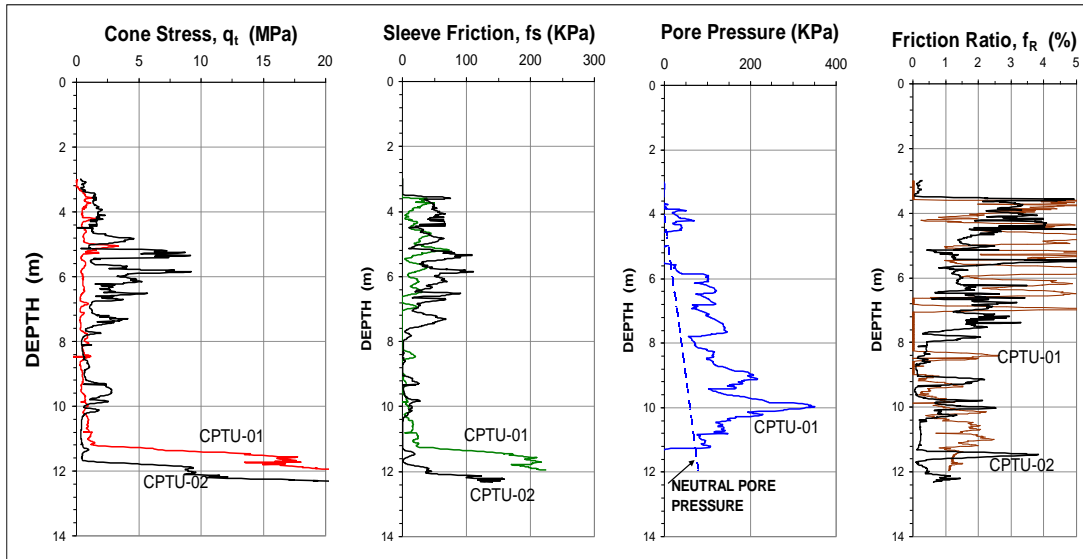 Cone Stress, qt (MPa)
0 5 10 15 20
0
2
4
6
8
10
12
14
DEPTH (m)
CPTU-01
CPTU-02
Sleeve Friction, fs (KPa)
0 100 200 300
0
2
4
6
8
10
12
14
DEPTH (m)
CPTU-01
CPTU-02
Pore Pressure (KPa)
0 200 400
0
2
4
6
8
10
12
14
DEPTH (m)
CPTU-01
NEUTRAL PORE
PRESSURE
Friction Ratio, fR (%)
0 1 2 3 4 5
0
2
4
6
8
10
12
14
DEPTH (m)
CPTU-01
CPTU-02